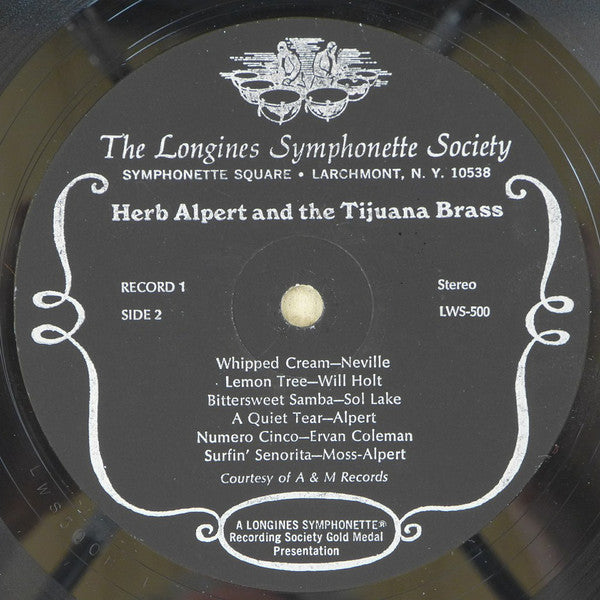 The Longines Symphonette Society
SYMPHONETTE SQUARE • LARCHMONT, N. Y. 10538
Herb Alpert and the Tijuana Brass
RECORD 1
Stereo
SIDE 2
LWS-500
Whipped Cream—Neville
Lemon Tree—Will Holt
Bittersweet Samba—Sol Lake
A Quiet Tear—Alpert
Numero Cinco—Ervan Coleman
Surfin' Senorita—Moss-Alpert
Courtesy of A & M Records
A LONGINES SYMPHONETTE®
Recording Society Gold Medal
Presentation